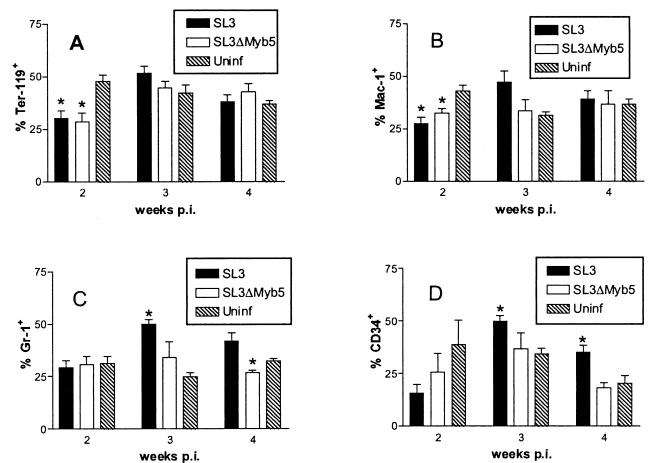 A
SL3
SL3ΔMyb5
Uninf
% Ter-119+
75
50
25
0
* *
2 3 4
weeks p.i.
B
SL3
SL3ΔMyb5
Uninf
% Mac-1+
75
50
25
0
* *
2 3 4
weeks p.i.
C
SL3
SL3ΔMyb5
Uninf
% Gr-1+
75
50
25
0
* *
2 3 4
weeks p.i.
D
SL3
SL3ΔMyb5
Uninf
% CD34+
75
50
25
0
* *
2 3 4
weeks p.i.